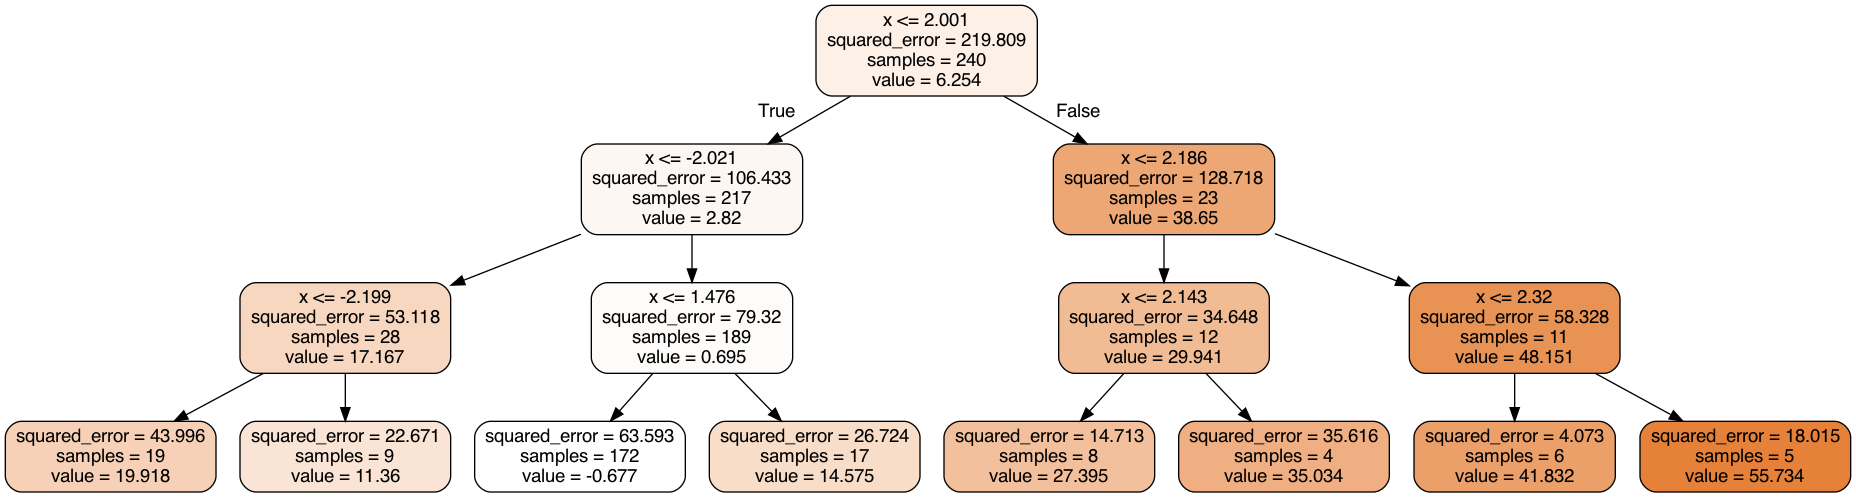 x <= 2.001
squared_error = 219.809
samples = 240
value = 6.254
True
False
x <= -2.021
squared_error = 106.433
samples = 217
value = 2.82
x <= 2.186
squared_error = 128.718
samples = 23
value = 38.65
x <= -2.199
squared_error = 53.118
samples = 28
value = 17.167
x <= 1.476
squared_error = 79.32
samples = 189
value = 0.695
x <= 2.143
squared_error = 34.648
samples = 12
value = 29.941
x <= 2.32
squared_error = 58.328
samples = 11
value = 48.151
squared_error = 43.996
samples = 19
value = 19.918
squared_error = 22.671
samples = 9
value = 11.36
squared_error = 63.593
samples = 172
value = -0.677
squared_error = 26.724
samples = 17
value = 14.575
squared_error = 14.713
samples = 8
value = 27.395
squared_error = 35.616
samples = 4
value = 35.034
squared_error = 4.073
samples = 6
value = 41.832
squared_error = 18.015
samples = 5
value = 55.734